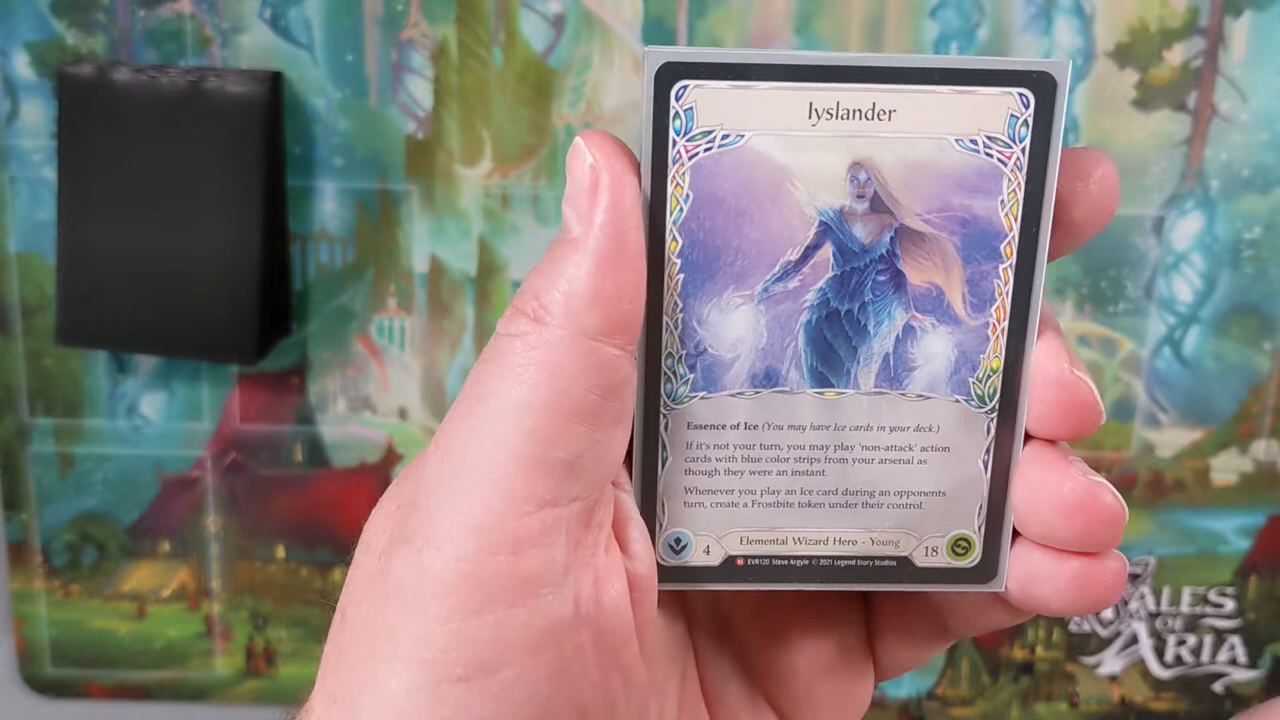 Iyslander
Essence of Ice (You may have Ice cards in your deck.)
If it's not your turn, you may play 'non-attack' action
cards with blue color strips from your arsenal as
though they were an instant.
Whenever you play an Ice card during an opponents
turn, create a Frostbite token under their control.
4
Elemental Wizard Hero - Young
18
M EVR120 Steve Argyle © 2021 Legend Story Studios
TALES
OF
ARIA